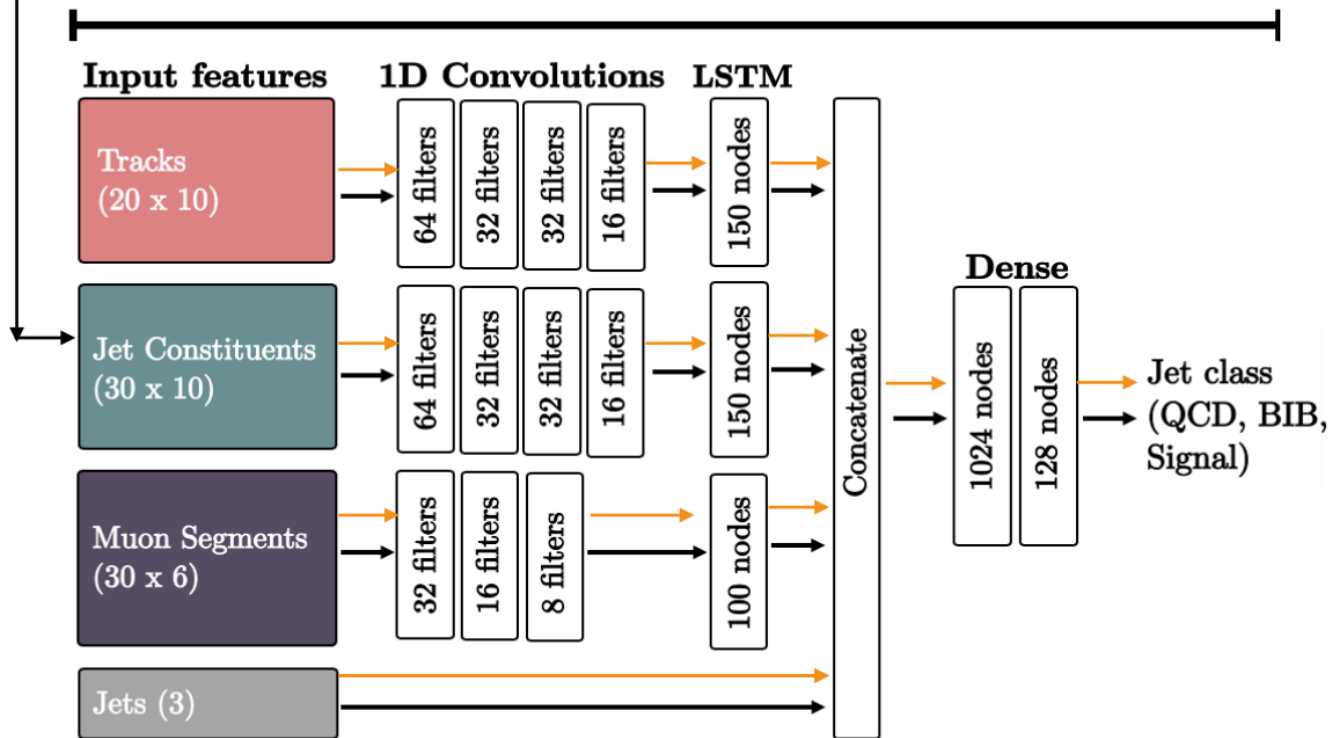 Input features
1D Convolutions
LSTM
Tracks
(20 x 10)
64 filters
32 filters
32 filters
16 filters
150 nodes
Jet Constituents
(30 x 10)
64 filters
32 filters
32 filters
16 filters
150 nodes
Muon Segments
(30 x 6)
32 filters
16 filters
8 filters
100 nodes
Jets (3)
Concatenate
Dense
1024 nodes
128 nodes
Jet class
(QCD, BIB,
Signal)